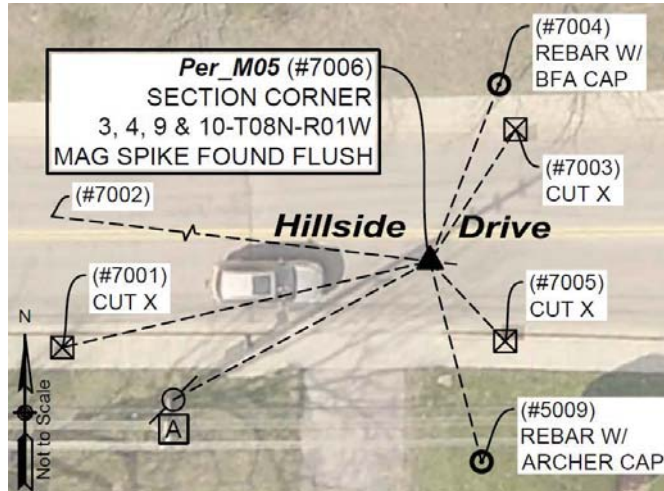 (#7004)
REBAR W/
BFA CAP
Per_M05 (#7006)
SECTION CORNER
3, 4, 9 & 10-T08N-R01W
MAG SPIKE FOUND FLUSH
(#7003)
CUT X
(#7002)
Hillside Drive
(#7001)
CUT X
(#7005)
CUT X
N
Not to Scale
A
(#5009)
REBAR W/
ARCHER CAP